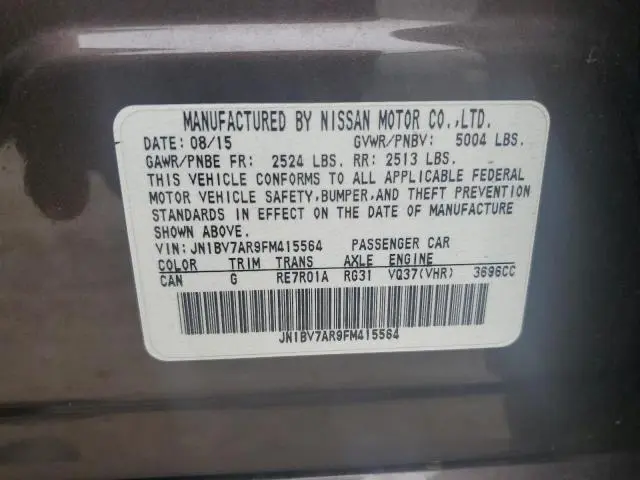 MANUFACTURED BY NISSAN MOTOR CO.,LTD.
DATE: 08/15 GVWR/PNBV: 5004 LBS.
GAWR/PNBE FR: 2524 LBS. RR: 2513 LBS.
THIS VEHICLE CONFORMS TO ALL APPLICABLE FEDERAL
MOTOR VEHICLE SAFETY,BUMPER,AND THEFT PREVENTION
STANDARDS IN EFFECT ON THE DATE OF MANUFACTURE
SHOWN ABOVE.
VIN: JN1BV7AR9FM415564 PASSENGER CAR
COLOR TRIM TRANS AXLE ENGINE
CAN G RE7R01A RG31 VQ37(VHR) 3696CC
JN1BV7AR9FM415564